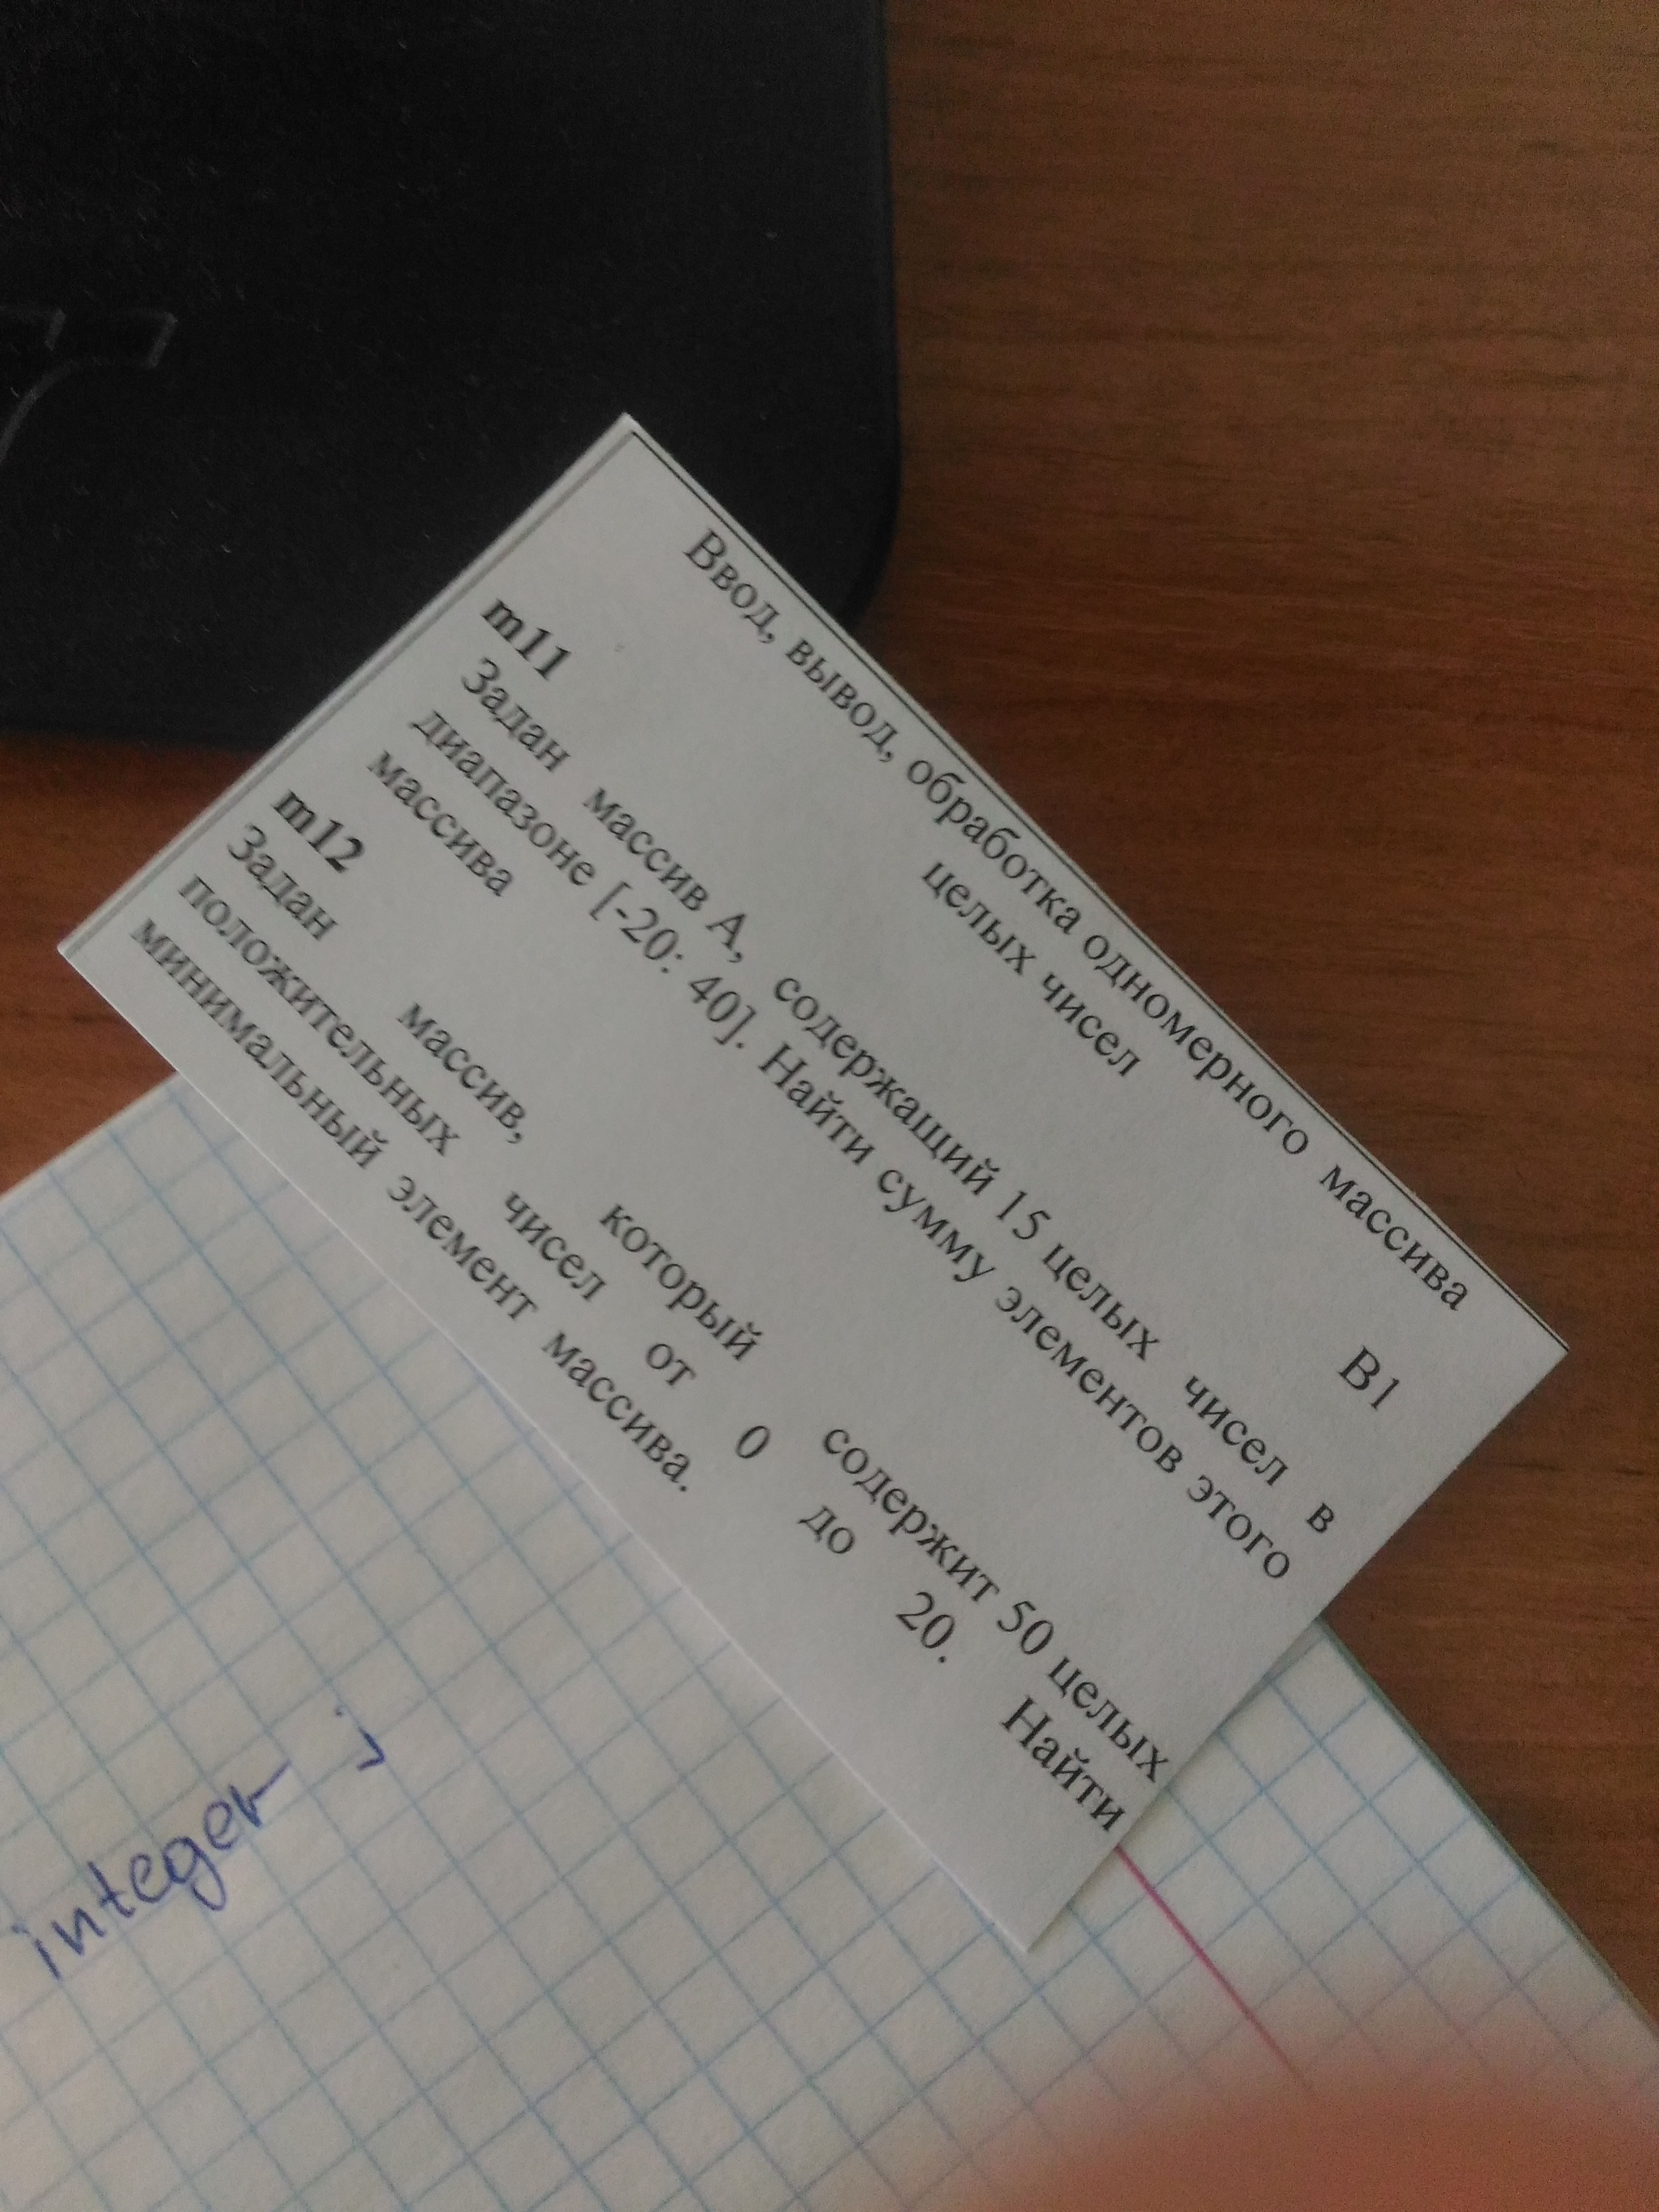 В1
Ввод, вывод, обработка одномерного массива
целых чисел
m11
Задан массив А, содержащий 15 целых чисел в
диапазоне [-20: 40]. Найти сумму элементов этого
массива
m12
Задан массив, который содержит 50 целых
положительных чисел от 0 до 20. Найти
минимальный элемент массива.
integer ;